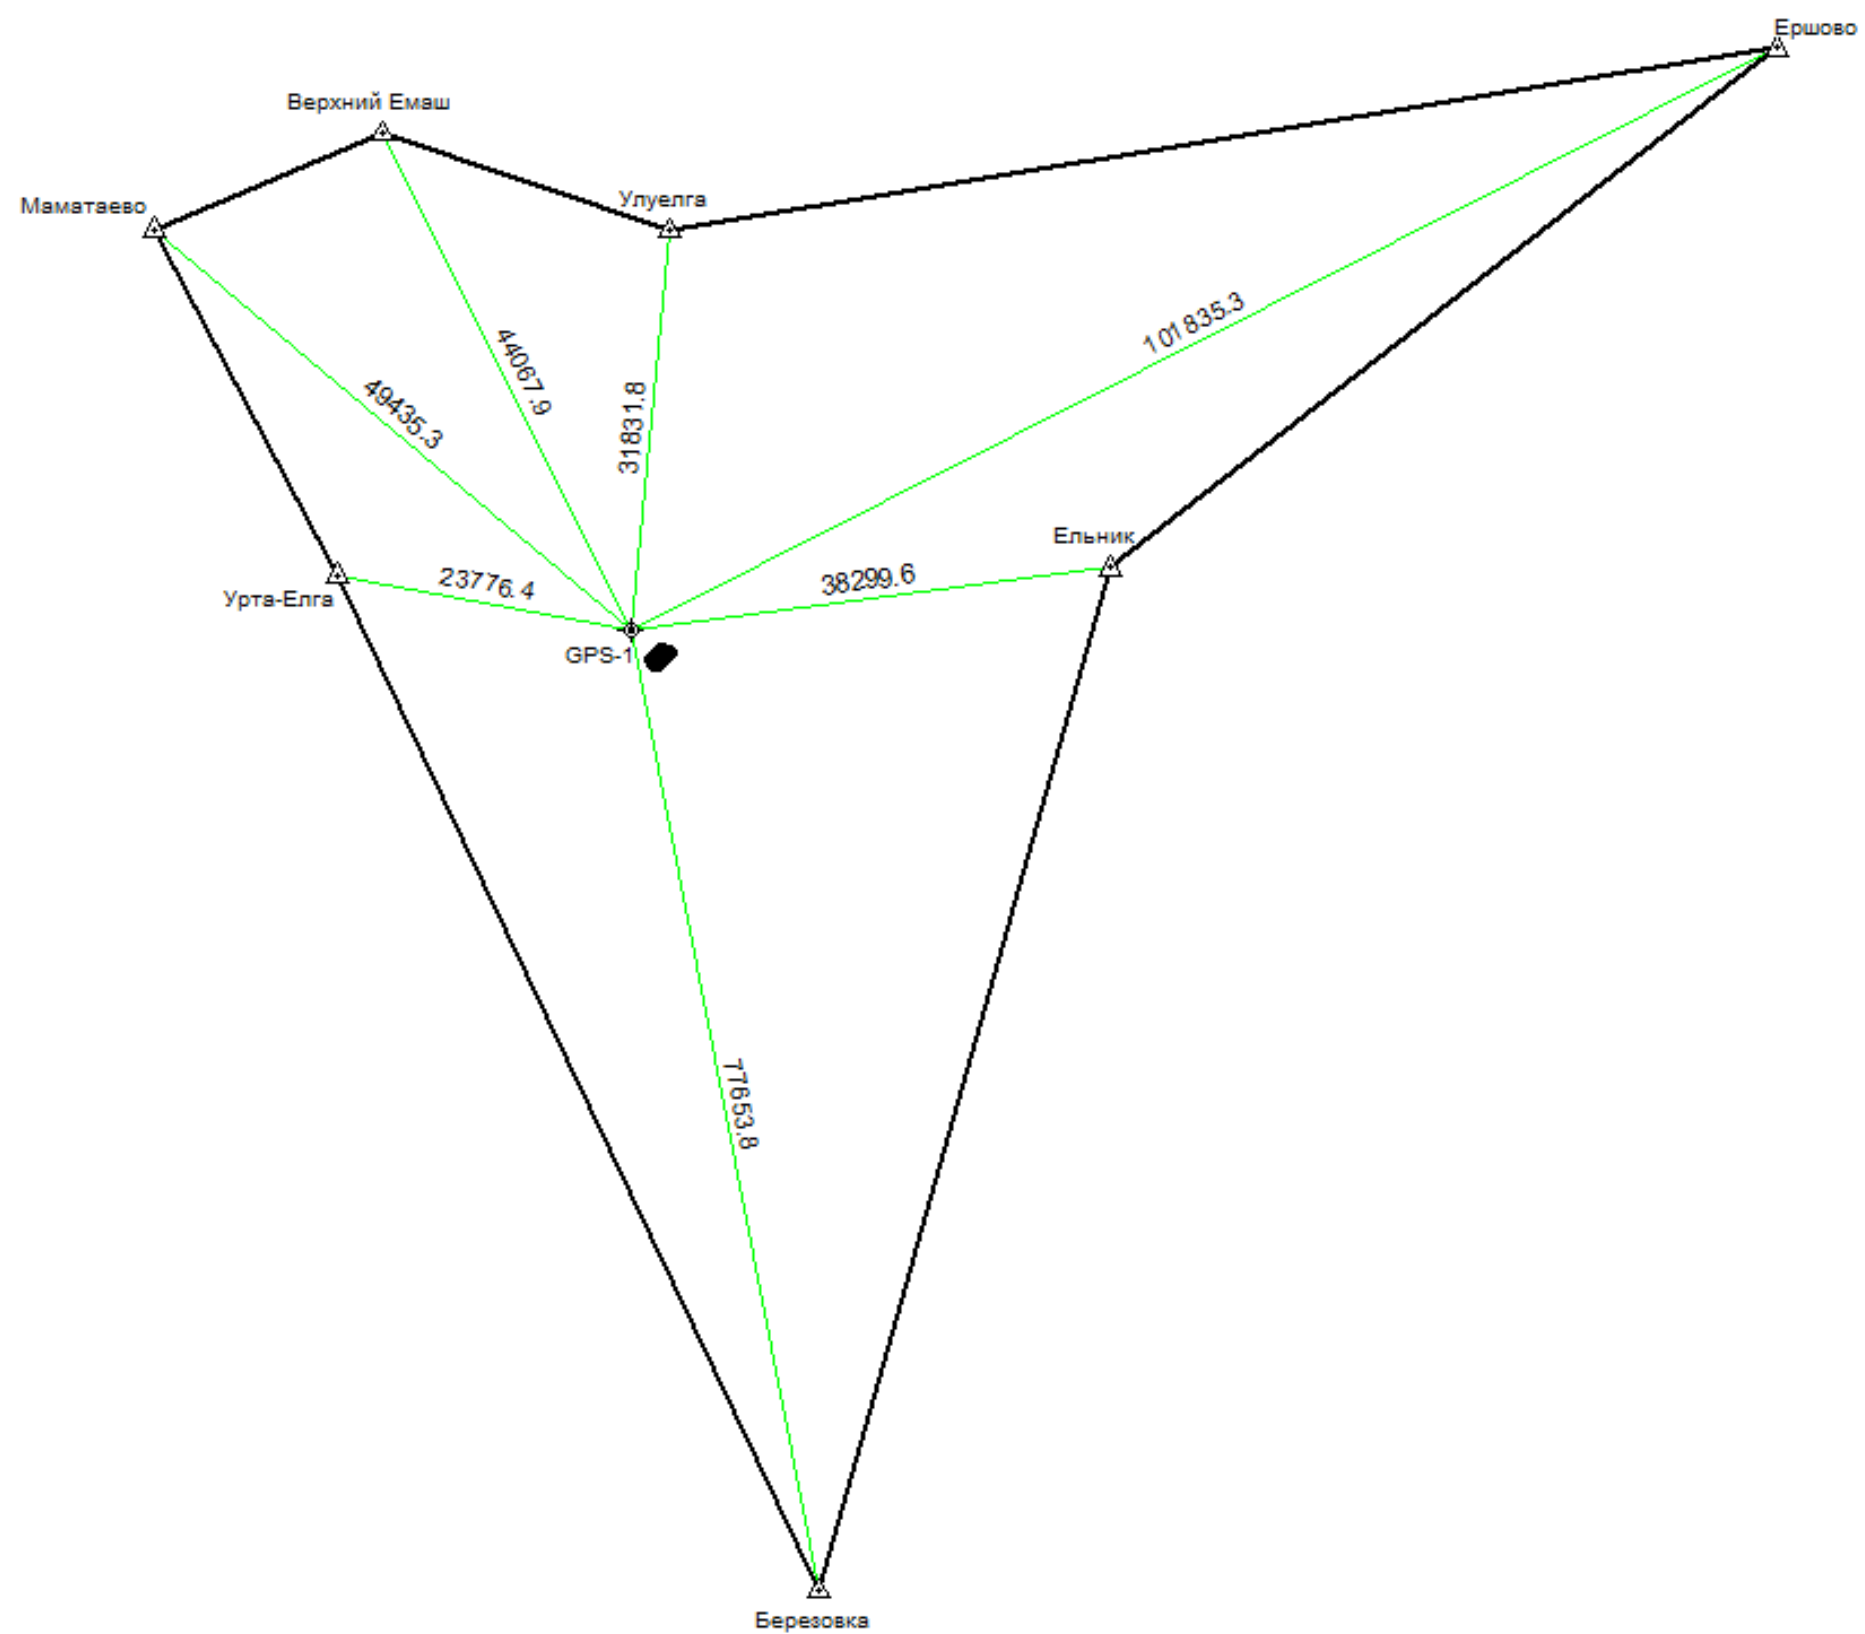 Ершово
Верхний Емаш
Улуелга
Маматаево
101835.3
44067.9
49435.3
31831.8
Ельник
23776.4
38299.6
Урта-Елга
GPS-1
77653.8
Березовка